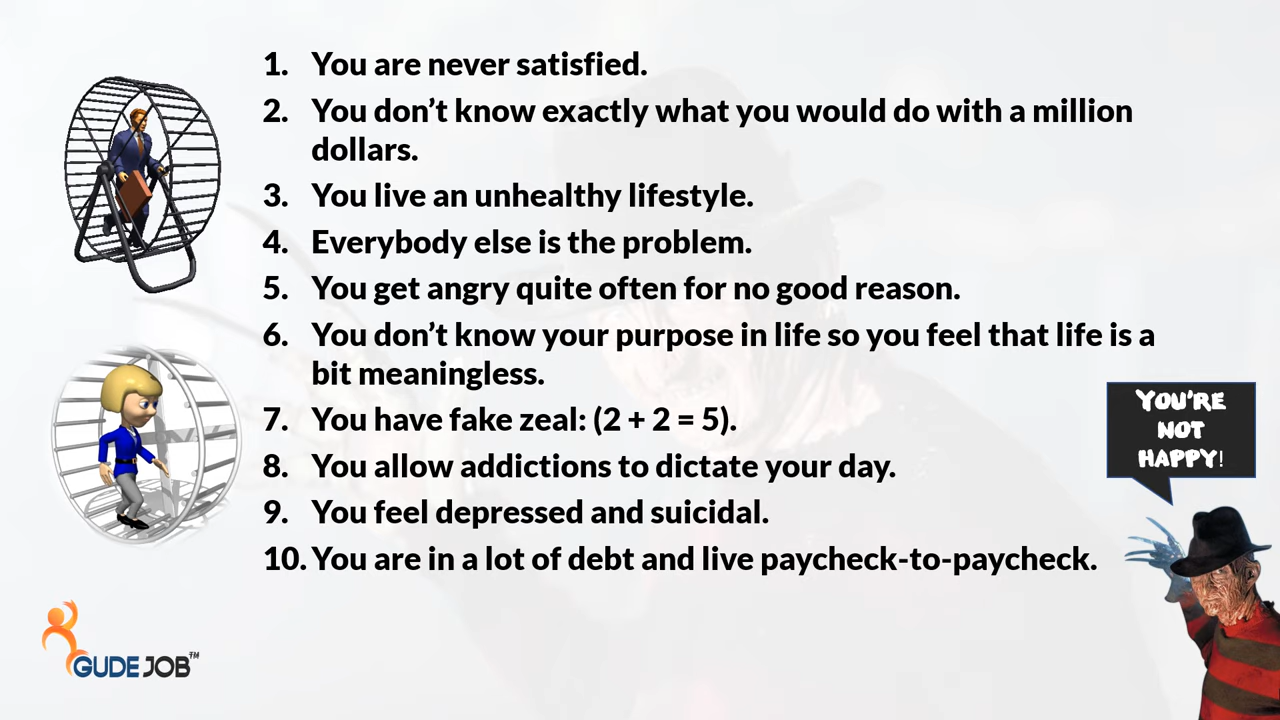 1. You are never satisfied.
2. You don’t know exactly what you would do with a million
dollars.
3. You live an unhealthy lifestyle.
4. Everybody else is the problem.
5. You get angry quite often for no good reason.
6. You don’t know your purpose in life so you feel that life is a
bit meaningless.
7. You have fake zeal: (2 + 2 = 5).
8. You allow addictions to dictate your day.
9. You feel depressed and suicidal.
10. You are in a lot of debt and live paycheck-to-paycheck.
YOU'RE
NOT
HAPPY!
GUDE JOB™